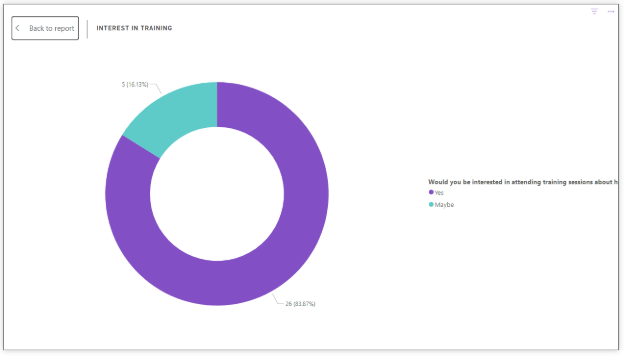 Back to report
INTEREST IN TRAINING
5 (16.13%)
Would you be interested in attending training sessions about h
Yes
Maybe
26 (83.87%)